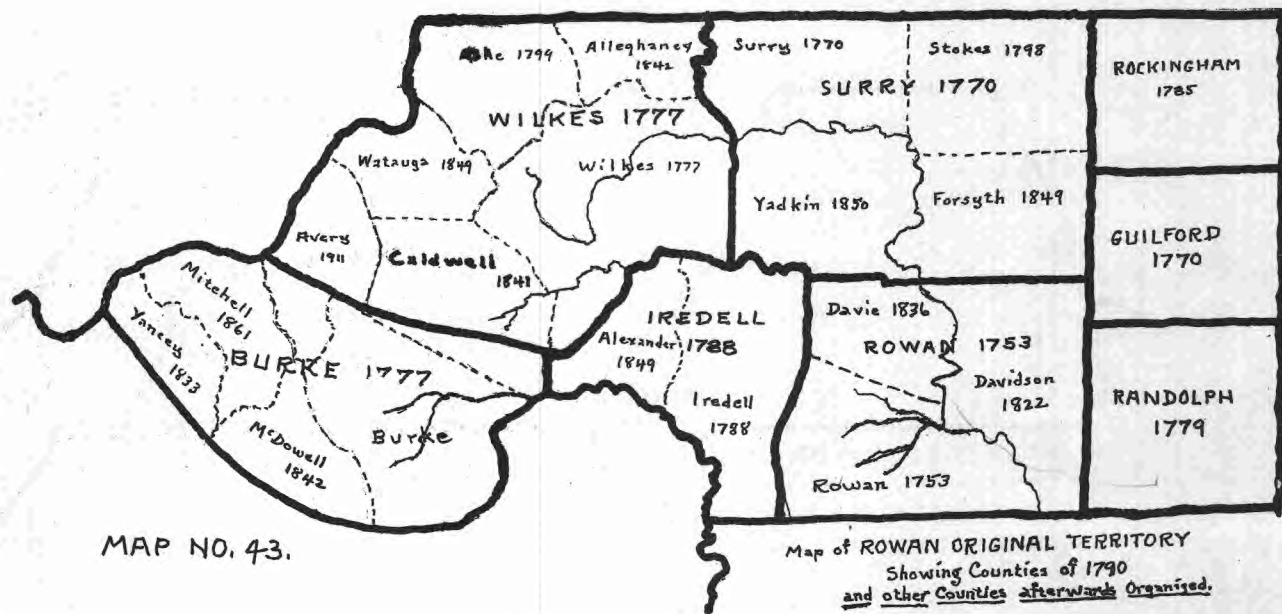 Ashe 1799
Alleghaney
1842
WILKES 1777
Watauga 1849
Wilkes 1777
Avery
1911
Caldwell
1841
Surry 1770
Stokes 1798
SURRY 1770
Yadkin 1850
Forsyth 1849
ROCKINGHAM
1785
GUILFORD
1770
RANDOLPH
1779
Mitchell
1861
Yancey
1833
BURKE 1777
McDowell
1842
Burke
IREDELL
1788
Alexander
1849
Iredell
1788
Davie 1836
ROWAN 1753
Davidson
1822
Rowan 1753
MAP NO. 43.
Map of ROWAN ORIGINAL TERRITORY
Showing Counties of 1790
and other Counties afterwards Organized.